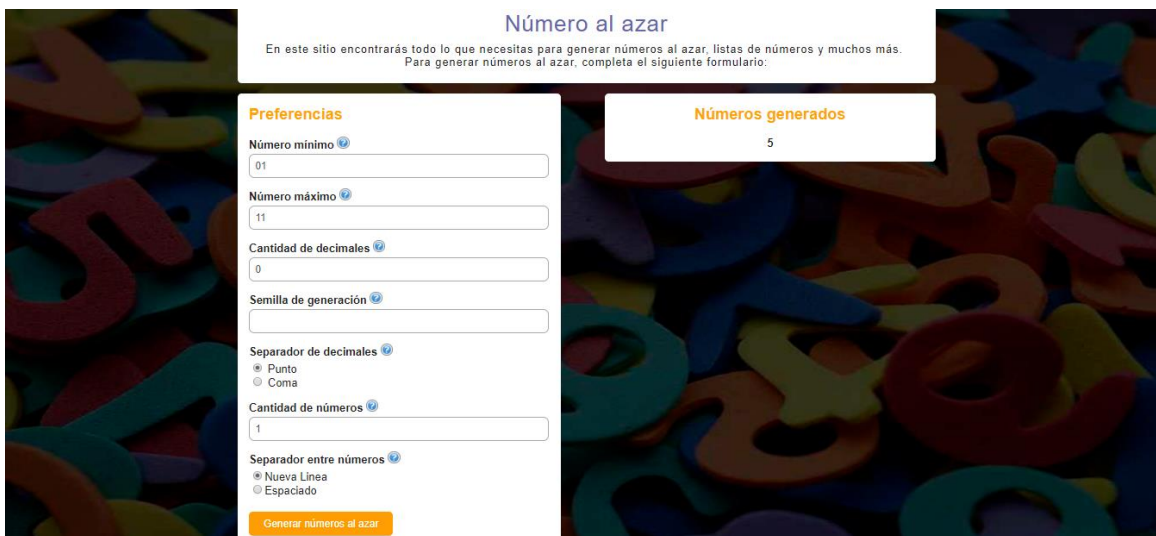 Número al azar
En este sitio encontrarás todo lo que necesitas para generar números al azar, listas de números y muchos más.
Para generar números al azar, completa el siguiente formulario:
Preferencias
Número mínimo
01
Número máximo
11
Cantidad de decimales
0
Semilla de generación
Separador de decimales
Punto
Coma
Cantidad de números
1
Separador entre números
Nueva Línea
Espaciado
Generar números al azar
Números generados
5